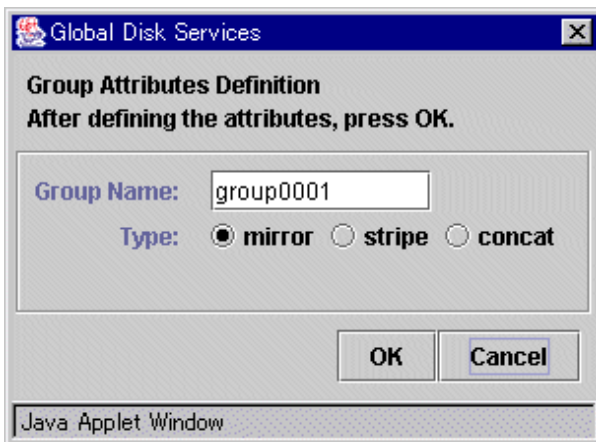 Global Disk Services
Group Attributes Definition
After defining the attributes, press OK.
Group Name: group0001
Type: mirror stripe concat
OK Cancel
Java Applet Window